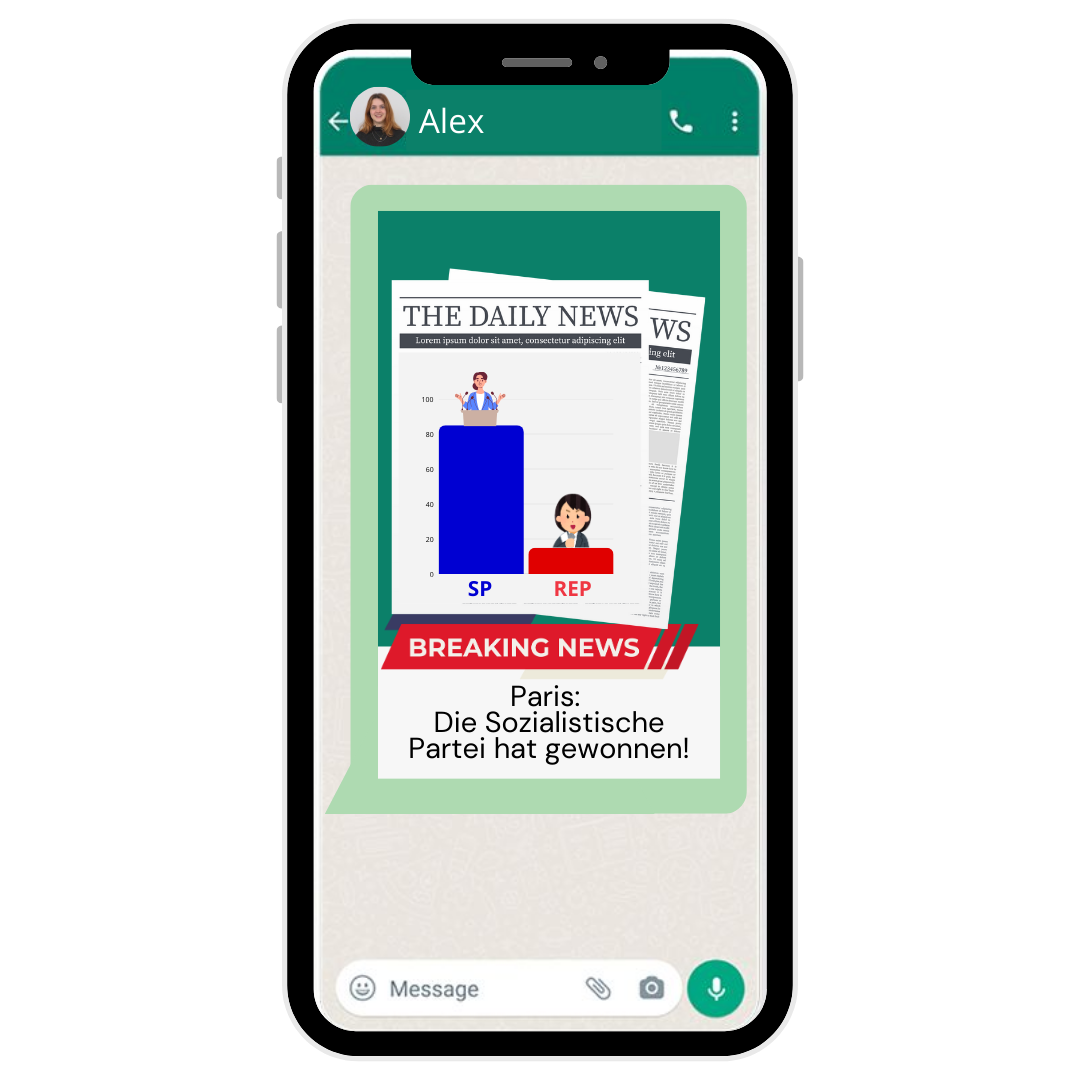 Alex
THE DAILY NEWS
WS
Lorem ipsum dolor sit amet, consectetur adipiscing elit
ing elit
№123456789
100
80
60
40
20
0
SP
REP
BREAKING NEWS
Paris:
Die Sozialistische
Partei hat gewonnen!
Message